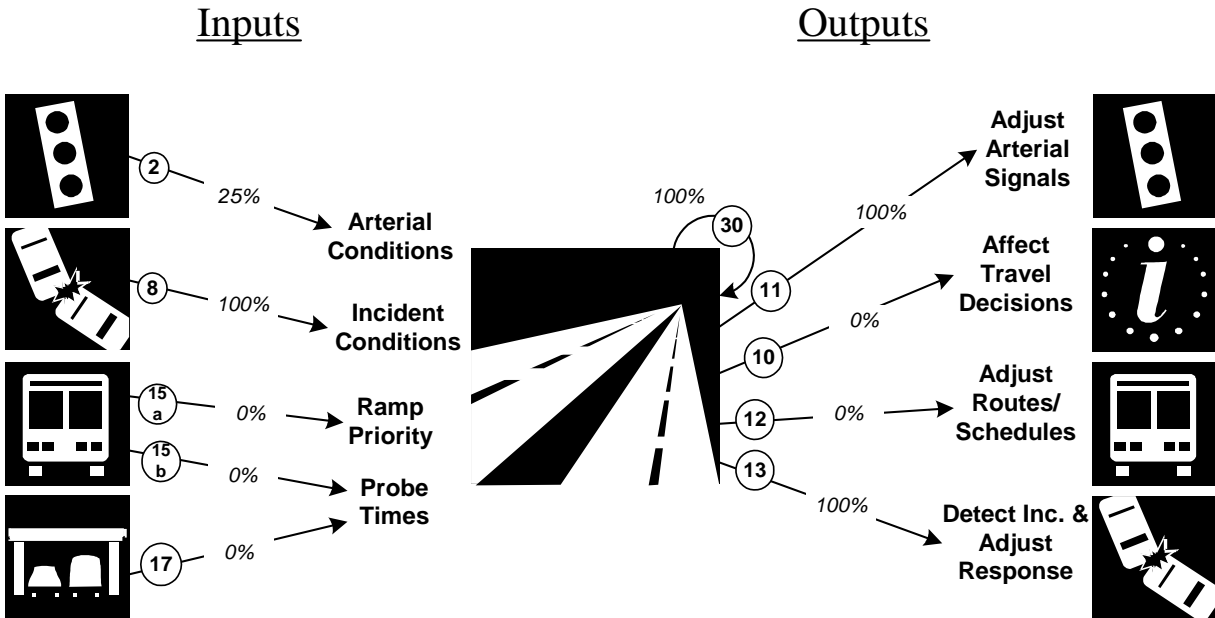 Inputs
Outputs
2
25%
Arterial
Conditions
8
100%
Incident
Conditions
15
a
0%
Ramp
Priority
15
b
0%
Probe
Times
17
0%
100%
30
11
100%
Adjust
Arterial
Signals
10
0%
Affect
Travel
Decisions
i
12
0%
Adjust
Routes/
Schedules
13
100%
Detect Inc. &
Adjust
Response